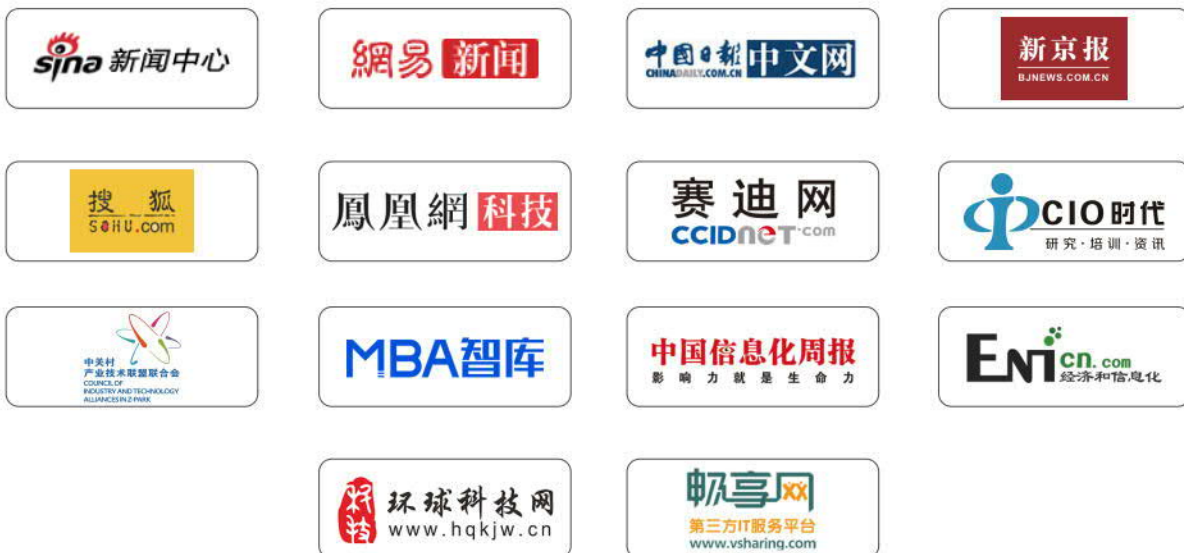 sina 新闻中心
網易 新闻
中國日報 中文网
CHINADAILY.COM.CN
新京报
BJNEWS.COM.CN
搜 狐
SOHU.com
鳳凰網 科技
赛迪网
CCIDNET.com
CIO时代
研究·培训·资讯
中关村
产业技术联盟联合会
COUNCIL OF
INDUSTRY AND TECHNOLOGY
ALLIANCES IN Z-PARK
MBA智库
中国信息化周报
影响力就是生命力
ENicn.com
经济和信息化
科技
环球科技网
www.hqkjw.cn
畅享网
第三方IT服务平台
www.vsharing.com